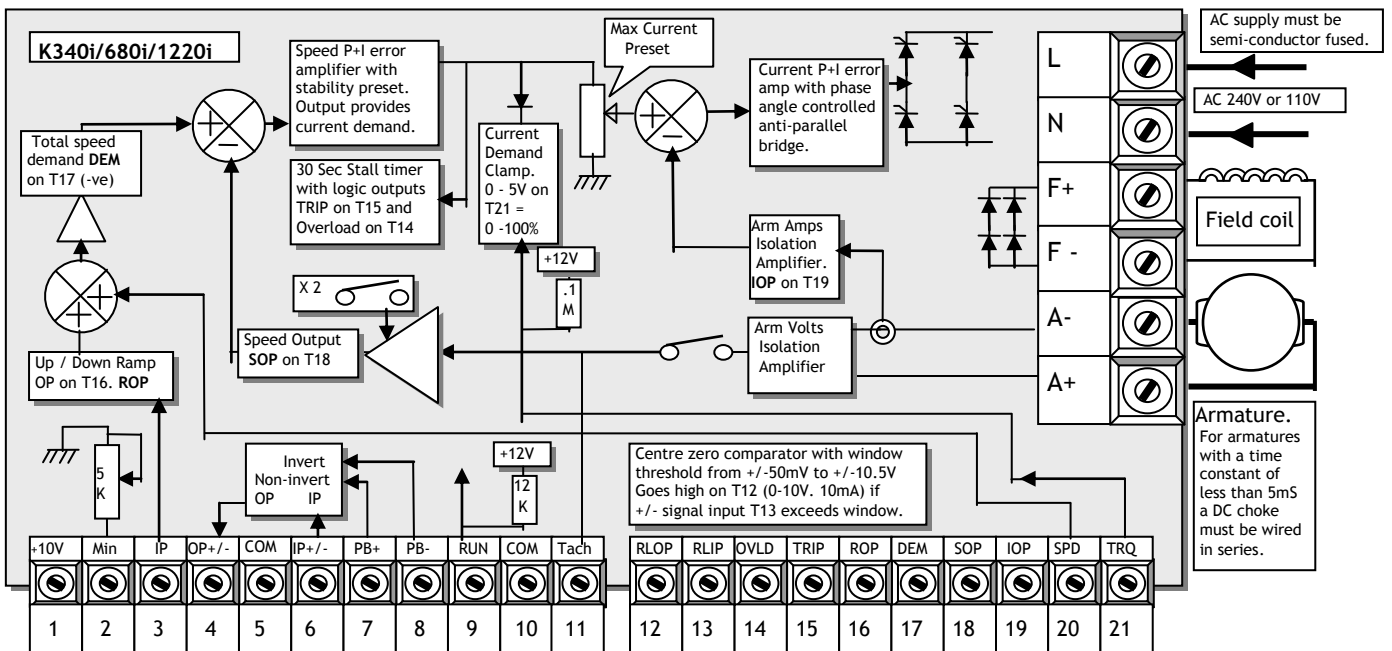 K340i/680i/1220i
Speed P+I error
amplifier with
stability preset.
Output provides
current demand.
Max Current
Preset
Current P+I error
amp with phase
angle controlled
anti-parallel
bridge.
L
N
F+
F -
A-
A+
AC supply must be
semi-conductor fused.
AC 240V or 110V
Field coil
Armature.
For armatures
with a time
constant of
less than 5mS
a DC choke
must be wired
in series.
Total speed
demand DEM
on T17 (-ve)
+
-
30 Sec Stall timer
with logic outputs
TRIP on T15 and
Overload on T14
Current
Demand
Clamp.
0 - 5V on
T21 =
0 -100%
+
-
+12V
.1
M
Arm Amps
Isolation
Amplifier.
IOP on T19
+
+
X 2
Speed Output
SOP on T18
Arm Volts
Isolation
Amplifier
Up / Down Ramp
OP on T16. ROP
5
K
Invert
Non-invert
OP IP
+12V
12
K
Centre zero comparator with window
threshold from +/-50mV to +/-10.5V
Goes high on T12 (0-10V. 10mA) if
+/- signal input T13 exceeds window.
+10V Min IP OP+/- COM IP+/- PB+ PB- RUN COM Tach
RLOP RLIP OVLD TRIP ROP DEM SOP IOP SPD TRQ
1 2 3 4 5 6 7 8 9 10 11
12 13 14 15 16 17 18 19 20 21